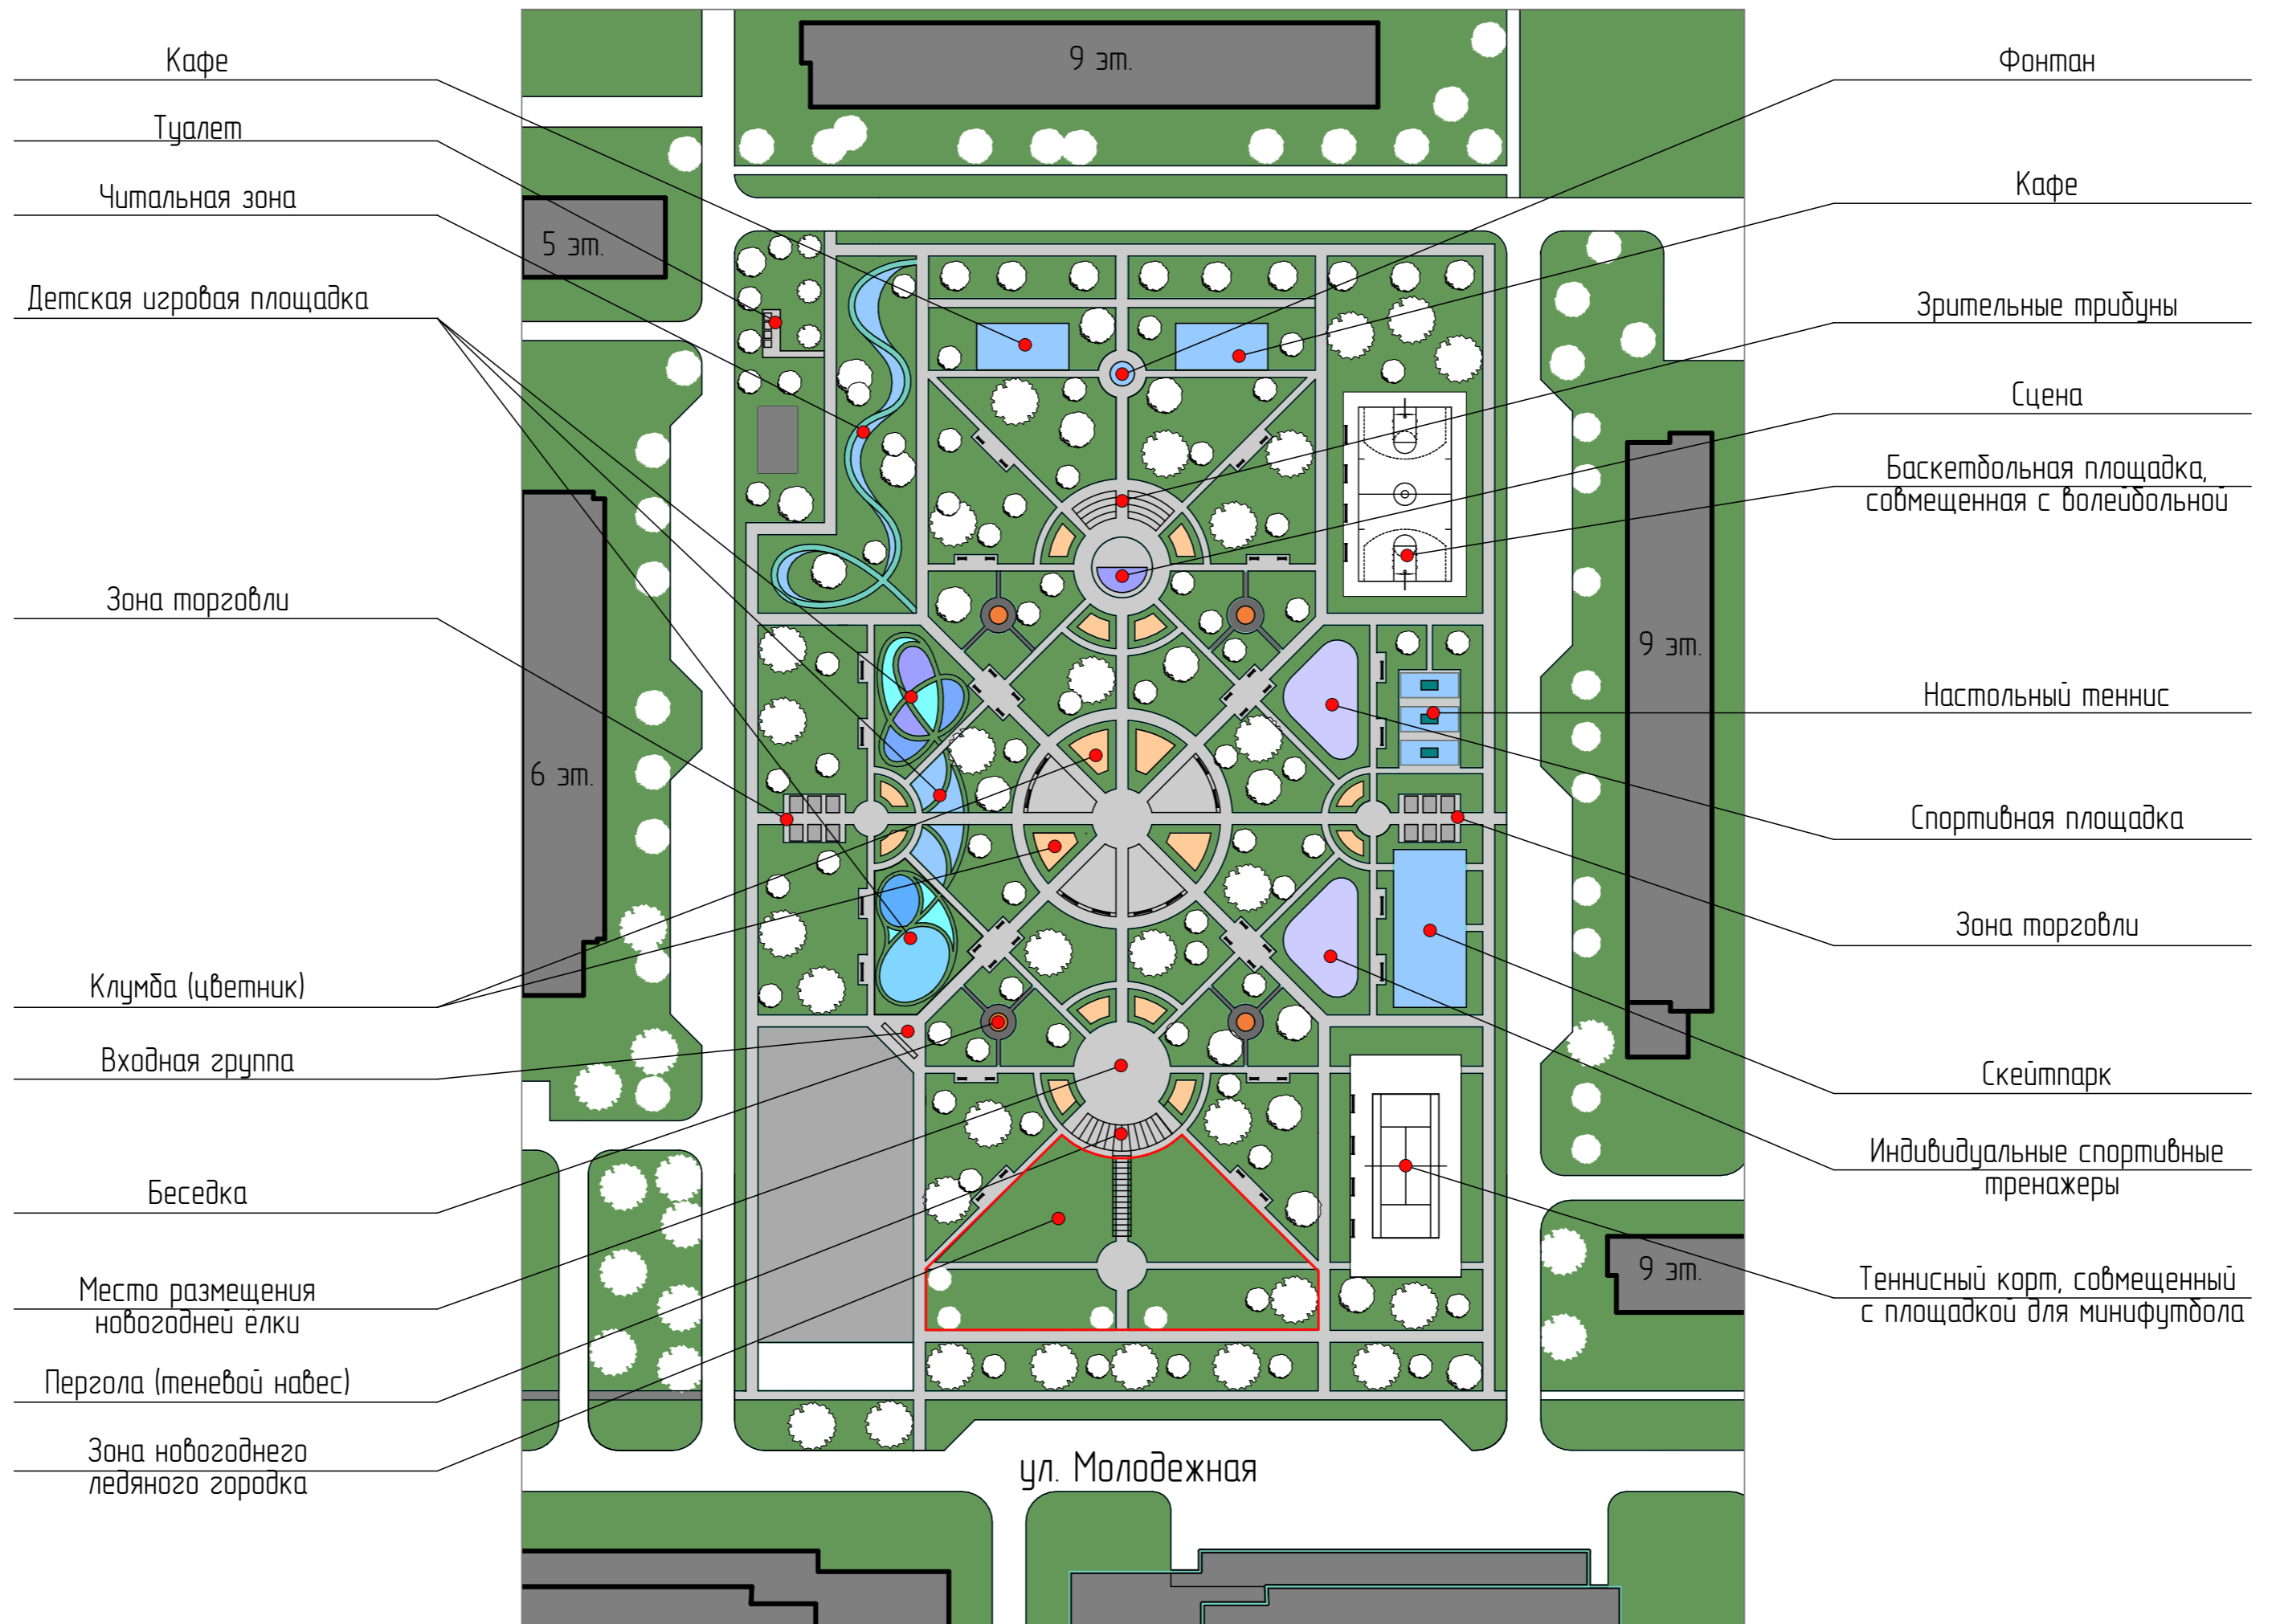 Кафе
Туалет
Читальная зона
Детская игровая площадка
Зона торговли
Клумба (цветник)
Входная группа
Беседка
Место размещения
новогодней ёлки
Пергола (теневой навес)
Зона новогоднего
ледяного городка
9 эт.
5 эт.
6 эт.
9 эт.
9 эт.
ул. Молодежная
Фонтан
Кафе
Зрительные трибуны
Сцена
Баскетбольная площадка,
совмещенная с волейбольной
Настольный теннис
Спортивная площадка
Зона торговли
Скейтпарк
Индивидуальные спортивные
тренажеры
Теннисный корт, совмещенный
с площадкой для минифутбола